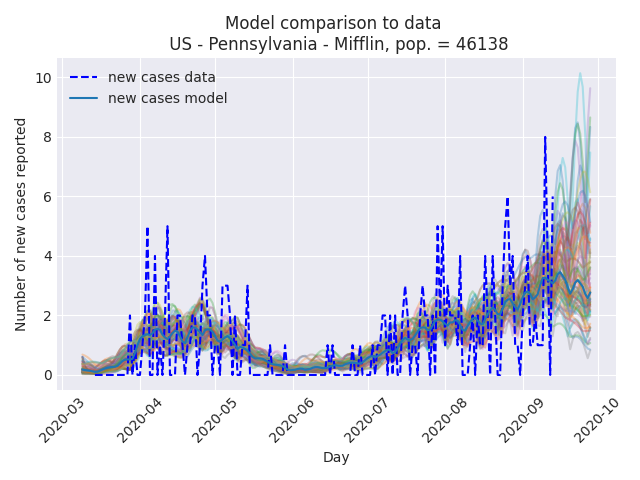 Model comparison to data
US - Pennsylvania - Mifflin, pop. = 46138
new cases data
new cases model
Number of new cases reported
10
8
6
4
2
0
2020-03
2020-04
2020-05
2020-06
2020-07
2020-08
2020-09
2020-10
Day